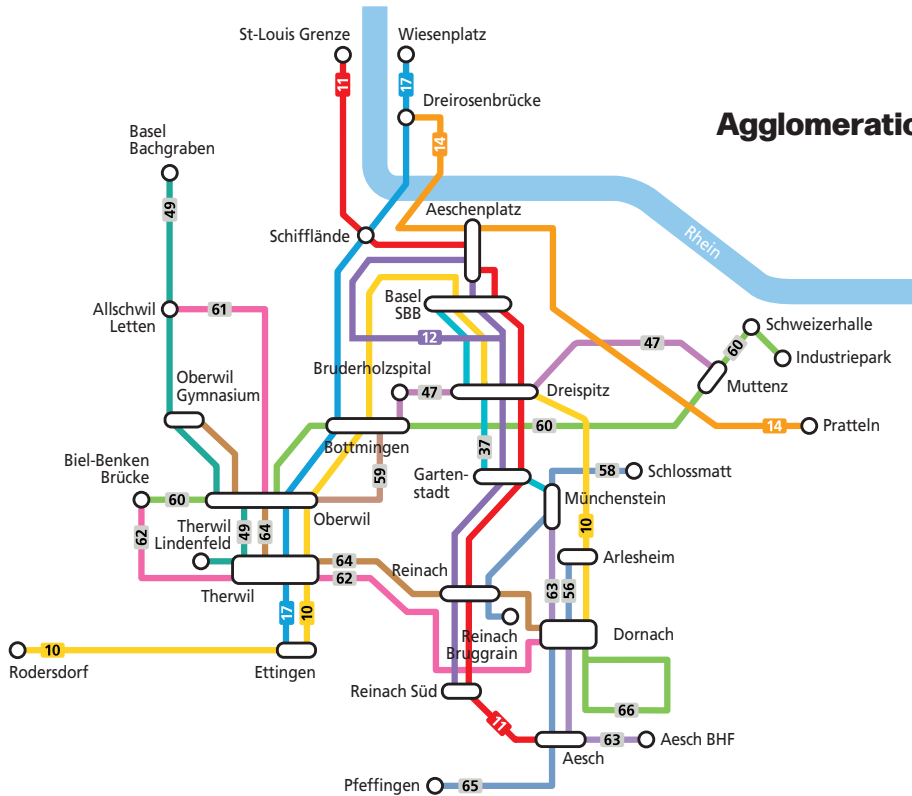 St-Louis Grenze
Wiesenplatz
11
17
Dreirosenbrücke
Agglomeratio
Basel
Bachgraben
14
49
Aeschenplatz
Schifflände
Rhein
Basel
SBB
Allschwil
Letten
61
Schweizerhalle
12
47
60
Industriepark
Bruderholzspital
Oberwil
Gymnasium
47
Dreispitz
Muttenz
60
14
Pratteln
Bottmingen
37
59
Biel-Benken
Brücke
Garten-
stadt
58
Schlossmatt
60
Münchenstein
Oberwil
62
Therwil
Lindenfeld
49
64
10
64
Reinach
Arlesheim
62
63
56
Therwil
17
10
Reinach
Bruggrain
Dornach
10
Rodersdorf
Ettingen
Reinach Süd
66
11
63
Aesch BHF
Aesch
Pfeffingen
65